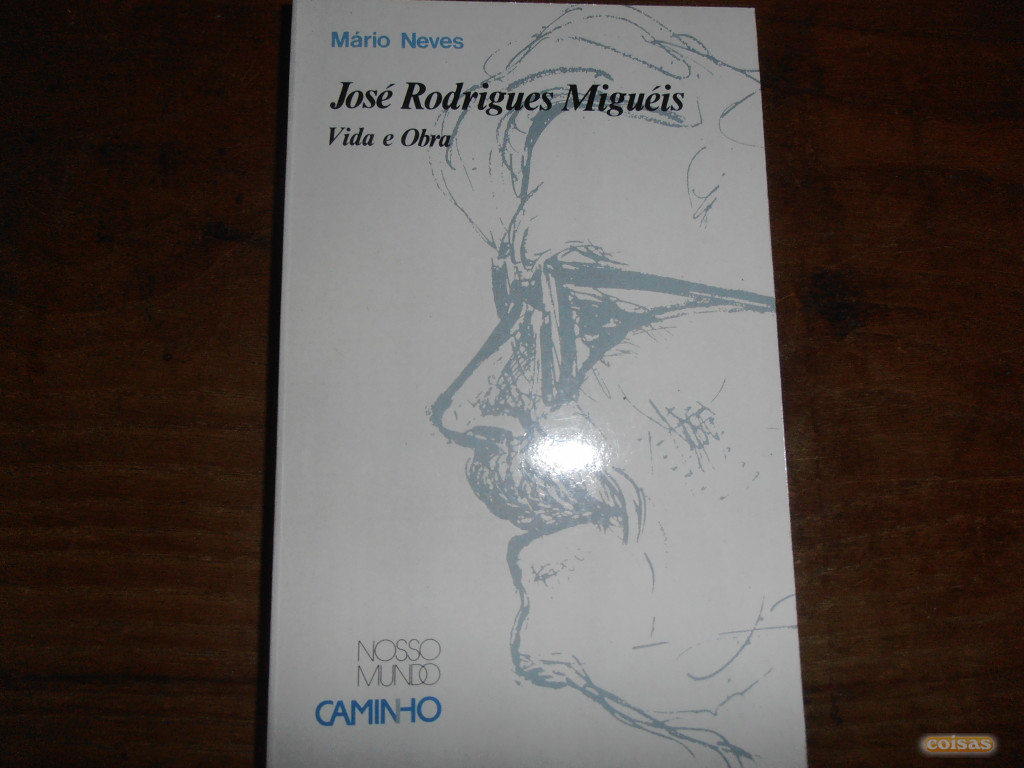 Mário Neves
José Rodrigues Miguéis
Vida e Obra
NOSSO
MUNDO
CAMINHO
coisas